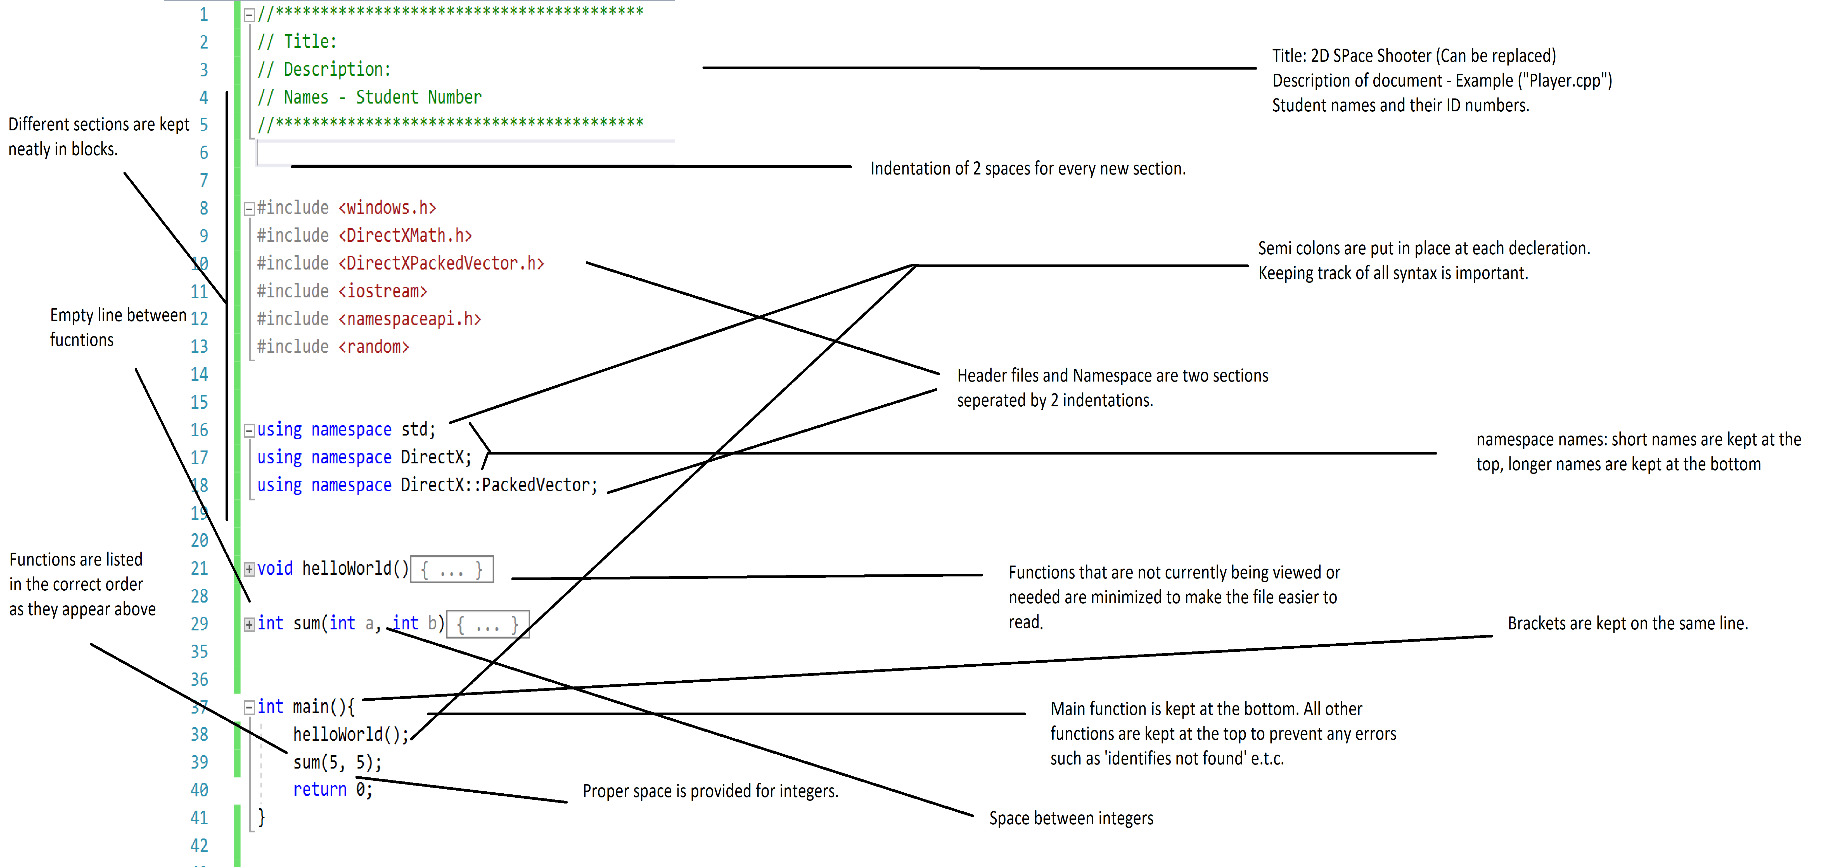 1 //*****************************************
2 // Title:
3 // Description:
4 // Names - Student Number
5 //*****************************************
6
7
8 #include <windows.h>
9 #include <DirectXMath.h>
10 #include <DirectXPackedVector.h>
11 #include <iostream>
12 #include <namespaceapi.h>
13 #include <random>
14
15
16 using namespace std;
17 using namespace DirectX;
18 using namespace DirectX::PackedVector;
19
20
21 void helloWorld(){ ... }
28
29 int sum(int a, int b){ ... }
35
36
37 int main(){
38 helloWorld();
39 sum(5, 5);
40 return 0;
41 }
42
Different sections are kept
neatly in blocks.
Empty line between
fucntions
Functions are listed
in the correct order
as they appear above
Title: 2D SPace Shooter (Can be replaced)
Description of document - Example ("Player.cpp")
Student names and their ID numbers.
Indentation of 2 spaces for every new section.
Semi colons are put in place at each decleration.
Keeping track of all syntax is important.
Header files and Namespace are two sections
seperated by 2 indentations.
namespace names: short names are kept at the
top, longer names are kept at the bottom
Functions that are not currently being viewed or
needed are minimized to make the file easier to
read.
Brackets are kept on the same line.
Main function is kept at the bottom. All other
functions are kept at the top to prevent any errors
such as 'identifies not found' e.t.c.
Proper space is provided for integers.
Space between integers